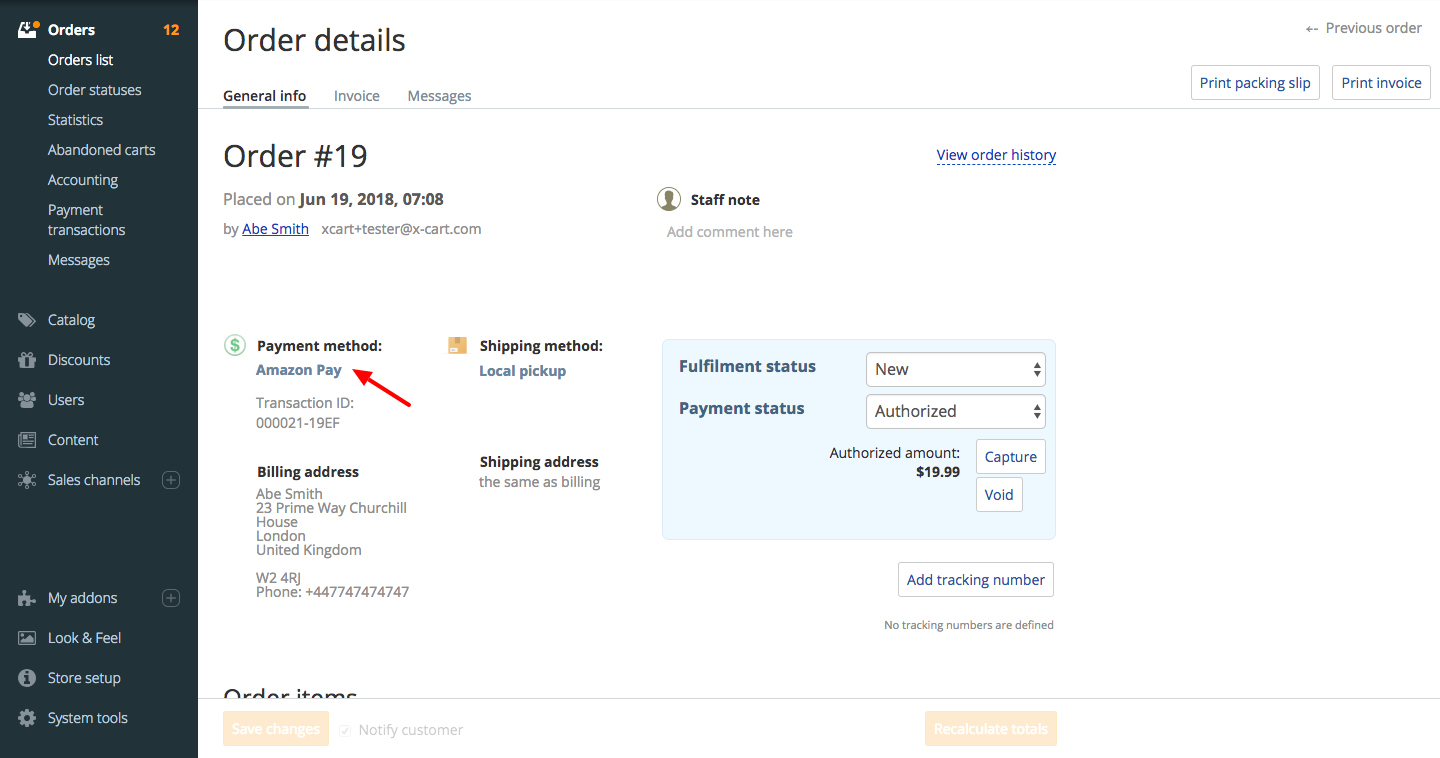 Orders 12
Orders list
Order statuses
Statistics
Abandoned carts
Accounting
Payment
transactions
Messages
Catalog
Discounts
Users
Content
Sales channels
My addons
Look & Feel
Store setup
System tools
Order details
Previous order
General info Invoice Messages
Print packing slip Print invoice
Order #19
View order history
Placed on Jun 19, 2018, 07:08
by Abe Smith xcart+tester@x-cart.com
Staff note
Add comment here
Payment method:
Amazon Pay
Transaction ID:
000021-19EF
Billing address
Abe Smith
23 Prime Way Churchill
House
London
United Kingdom
W2 4RJ
Phone: +447747474747
Shipping method:
Local pickup
Shipping address
the same as billing
Fulfilment status New
Payment status Authorized
Authorized amount:
$19.99
Capture
Void
Add tracking number
No tracking numbers are defined
Order items
Save changes Notify customer Recalculate totals